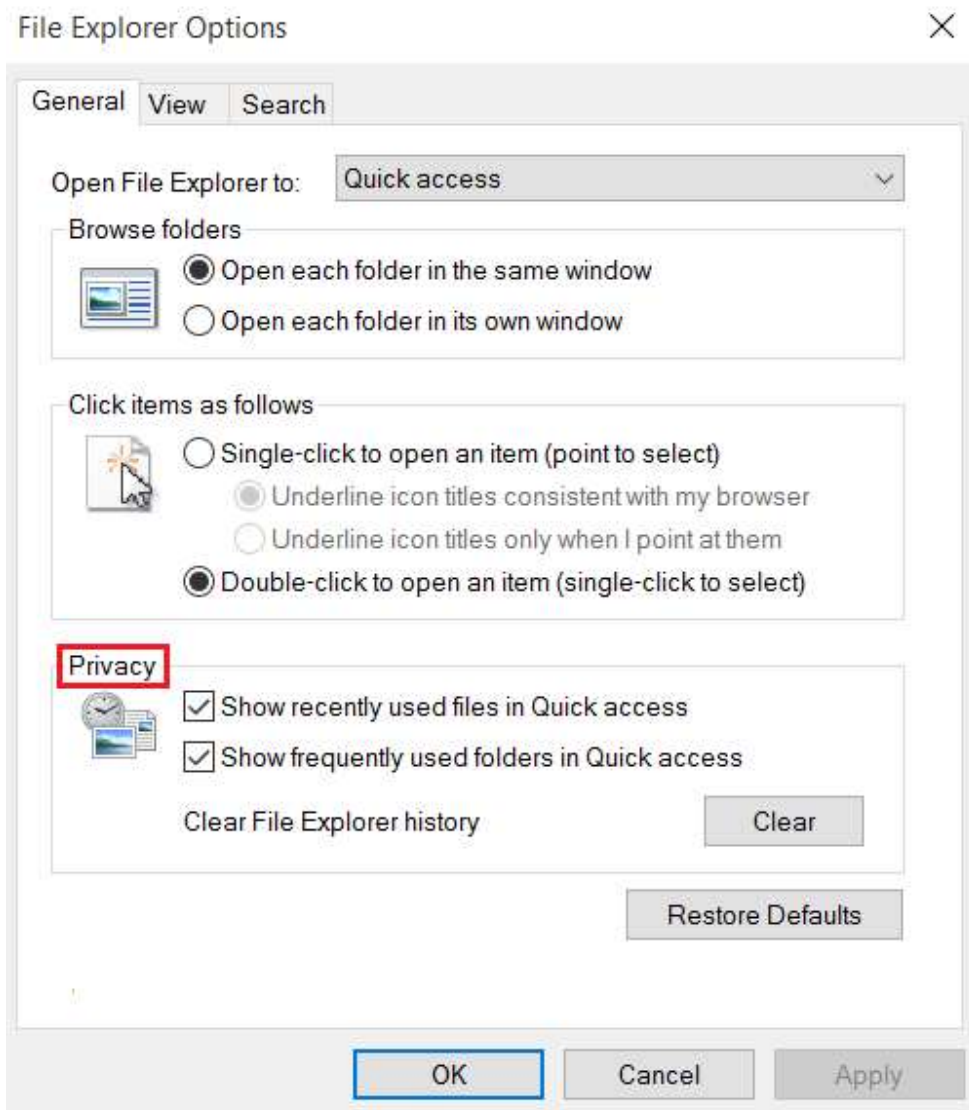 File Explorer Options
General View Search
Open File Explorer to: Quick access
Browse folders
Open each folder in the same window
Open each folder in its own window
Click items as follows
Single-click to open an item (point to select)
Underline icon titles consistent with my browser
Underline icon titles only when I point at them
Double-click to open an item (single-click to select)
Privacy
Show recently used files in Quick access
Show frequently used folders in Quick access
Clear File Explorer history Clear
Restore Defaults
OK Cancel Apply